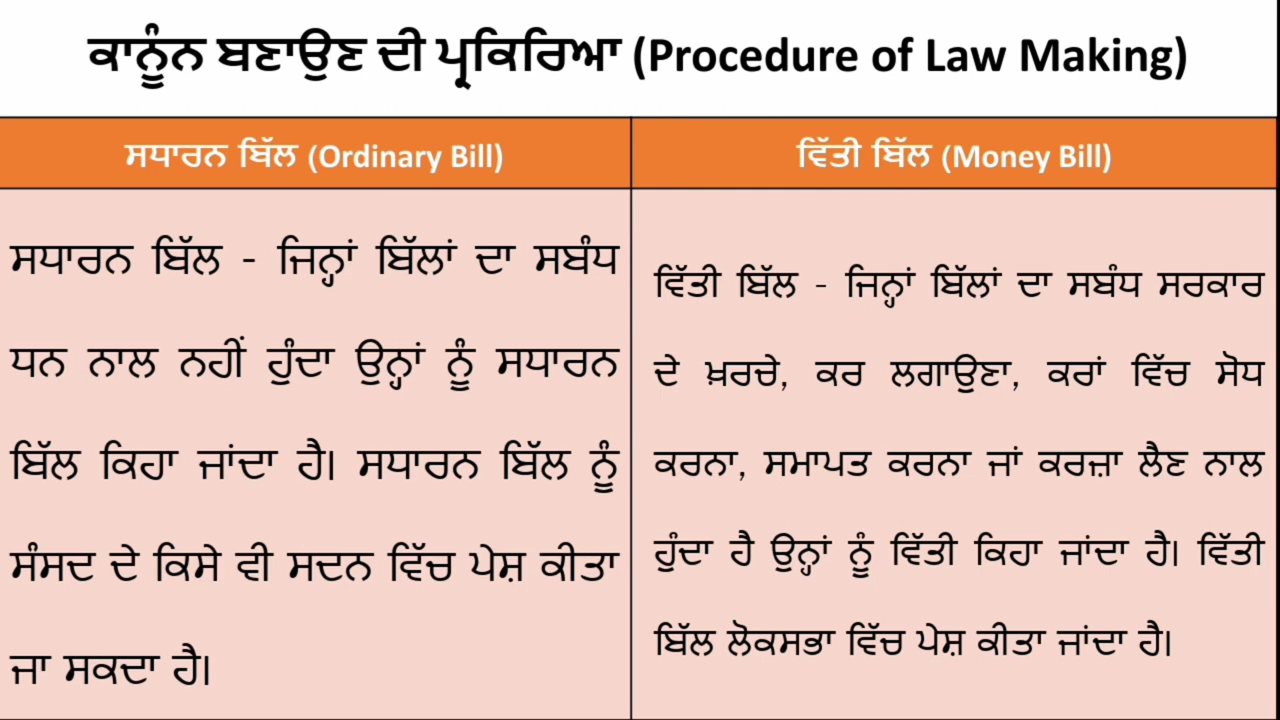 ਕਾਨੂੰਨ ਬਣਾਉਣ ਦੀ ਪ੍ਰਕਿਰਿਆ (Procedure of Law Making)
ਸਧਾਰਨ ਬਿੱਲ (Ordinary Bill)
ਸਧਾਰਨ ਬਿੱਲ - ਜਿਨ੍ਹਾਂ ਬਿੱਲਾਂ ਦਾ ਸਬੰਧ
ਧਨ ਨਾਲ ਨਹੀਂ ਹੁੰਦਾ ਉਨ੍ਹਾਂ ਨੂੰ ਸਧਾਰਨ
ਬਿੱਲ ਕਿਹਾ ਜਾਂਦਾ ਹੈ। ਸਧਾਰਨ ਬਿੱਲ ਨੂੰ
ਸੰਸਦ ਦੇ ਕਿਸੇ ਵੀ ਸਦਨ ਵਿੱਚ ਪੇਸ਼ ਕੀਤਾ
ਜਾ ਸਕਦਾ ਹੈ।
ਵਿੱਤੀ ਬਿੱਲ (Money Bill)
ਵਿੱਤੀ ਬਿੱਲ - ਜਿਨ੍ਹਾਂ ਬਿੱਲਾਂ ਦਾ ਸਬੰਧ ਸਰਕਾਰ
ਦੇ ਖ਼ਰਚੇ, ਕਰ ਲਗਾਉਣਾ, ਕਰਾਂ ਵਿੱਚ ਸੋਧ
ਕਰਨਾ, ਸਮਾਪਤ ਕਰਨਾ ਜਾਂ ਕਰਜ਼ਾ ਲੈਣ ਨਾਲ
ਹੁੰਦਾ ਹੈ ਉਨ੍ਹਾਂ ਨੂੰ ਵਿੱਤੀ ਕਿਹਾ ਜਾਂਦਾ ਹੈ। ਵਿੱਤੀ
ਬਿੱਲ ਲੋਕਸਭਾ ਵਿੱਚ ਪੇਸ਼ ਕੀਤਾ ਜਾਂਦਾ ਹੈ।